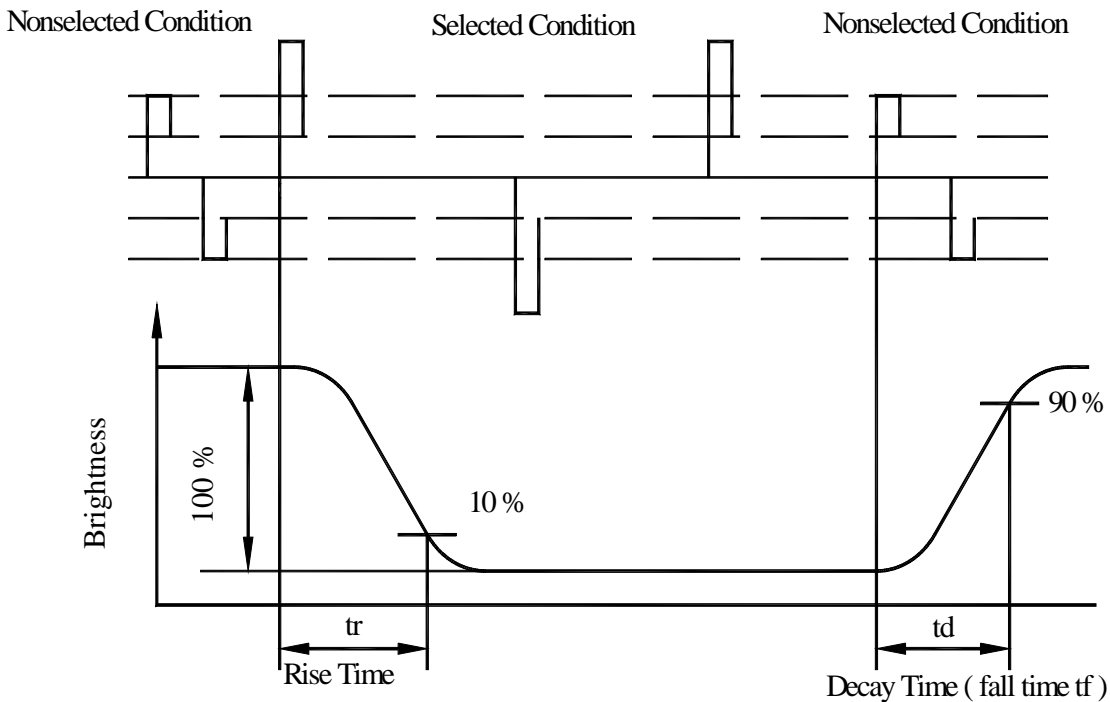 Nonselected Condition
Selected Condition
Nonselected Condition
Brightness
100 %
10 %
90 %
tr
Rise Time
td
Decay Time ( fall time tf )